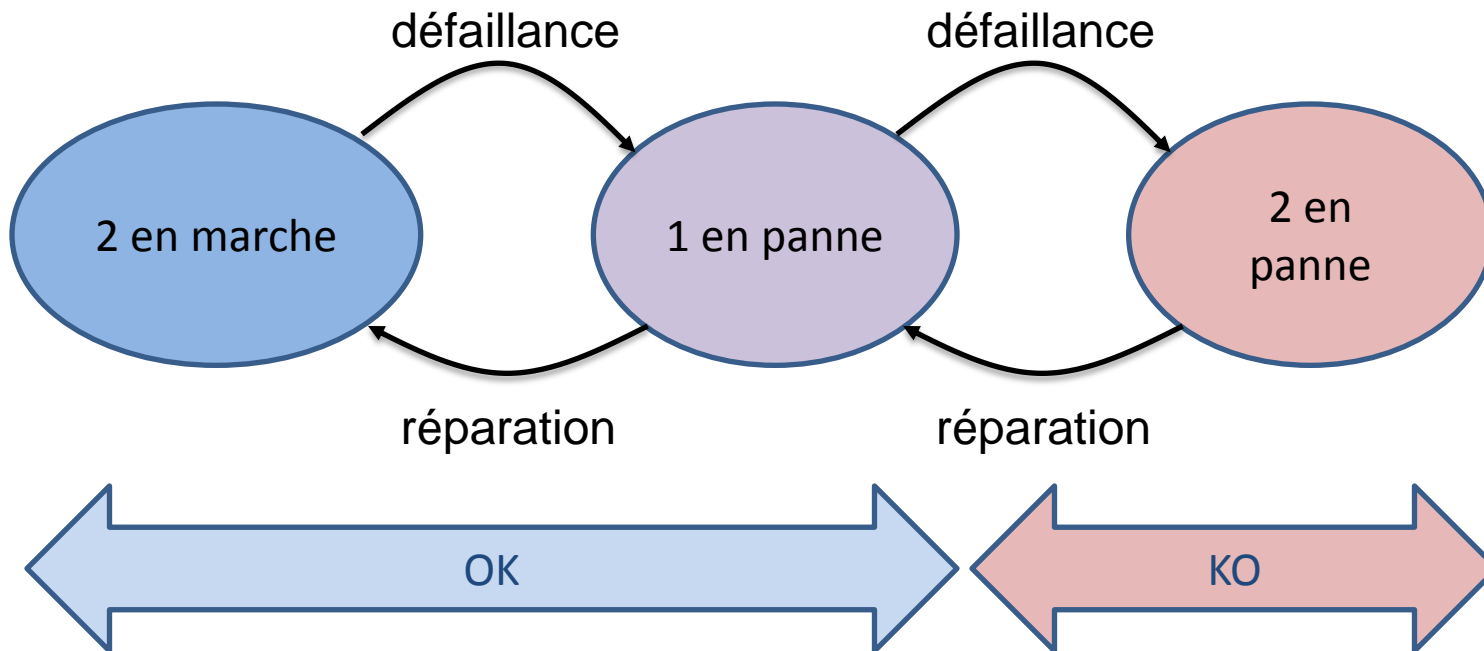 défaillance
défaillance
2 en marche
1 en panne
2 en
panne
réparation
réparation
OK
KO